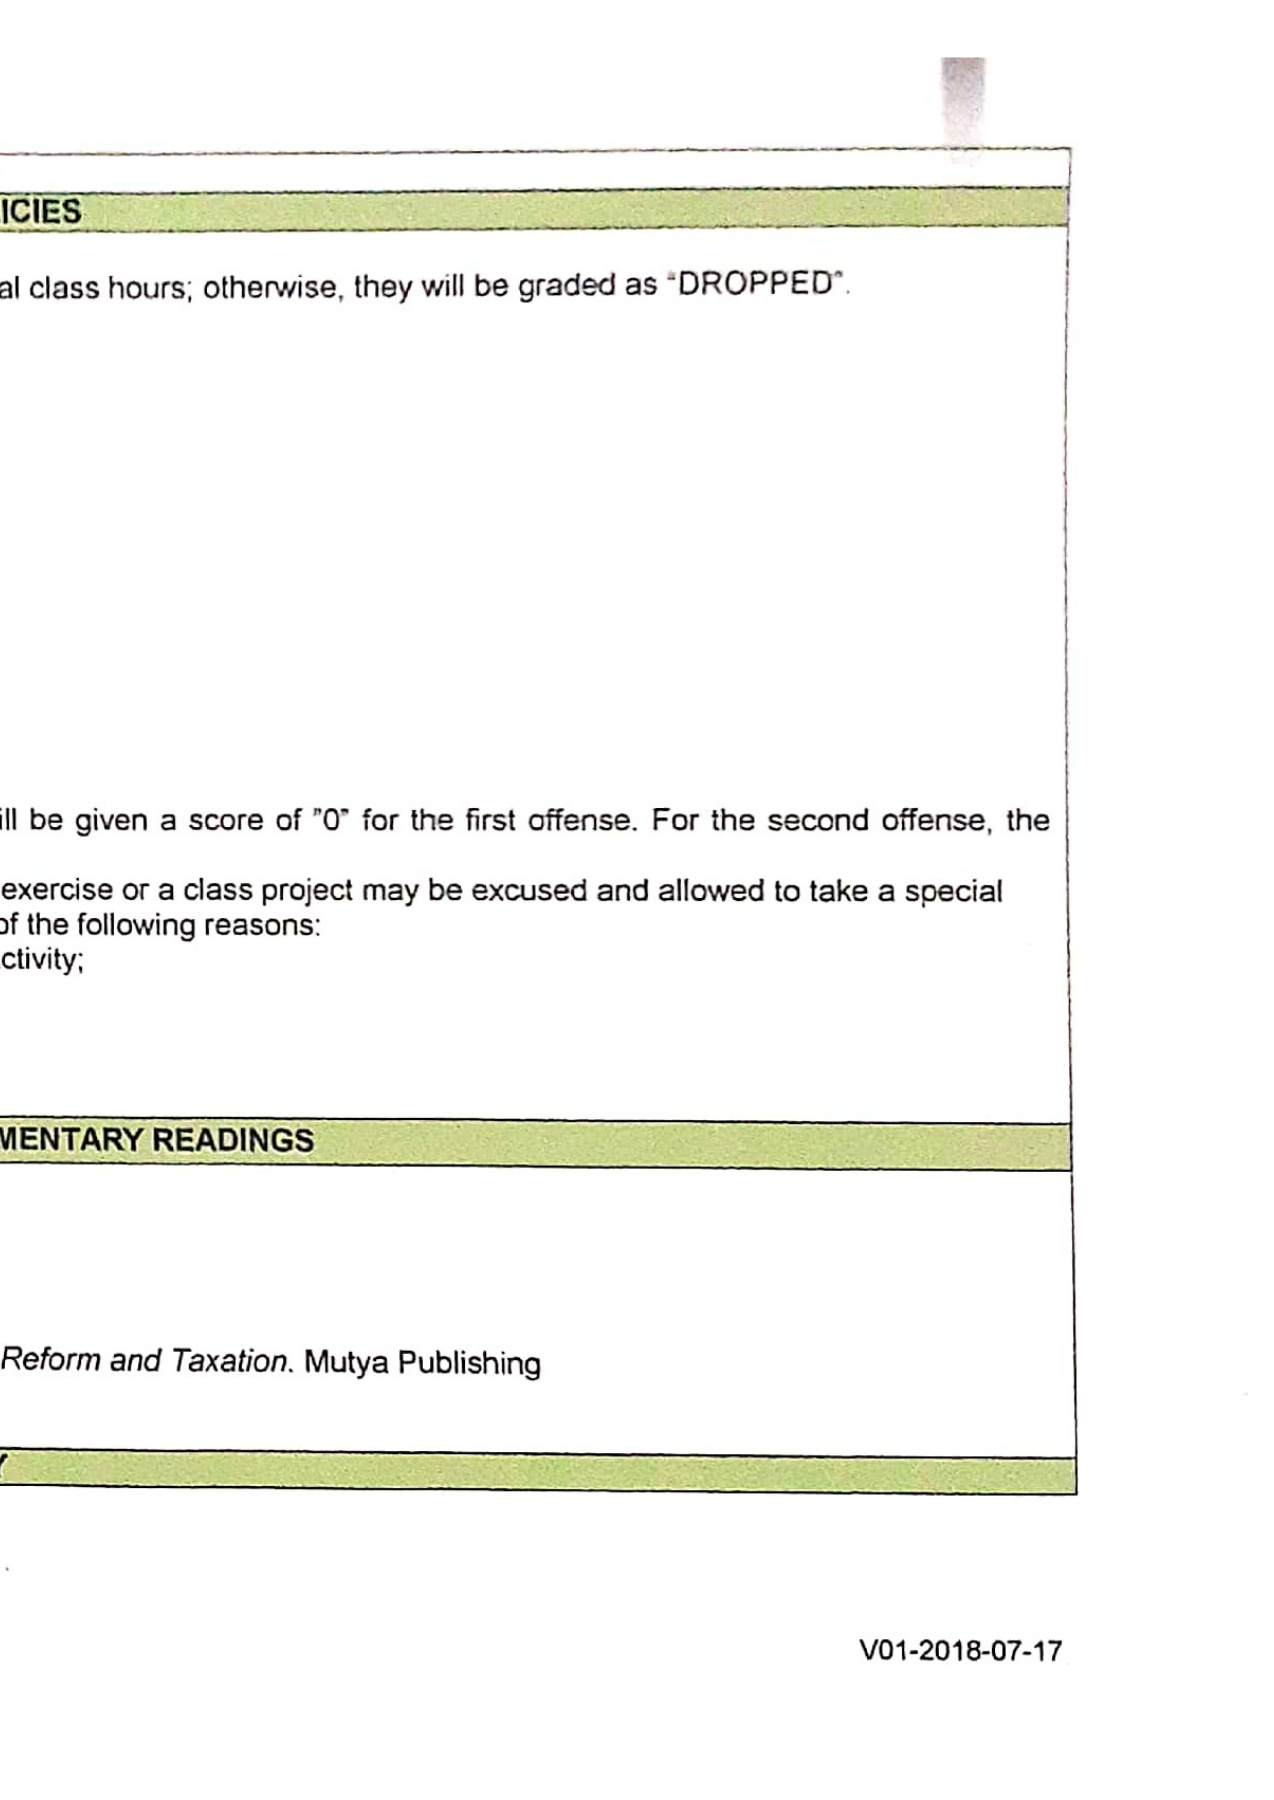 ICIES
al class hours; otherwise, they will be graded as “DROPPED”.
ill be given a score of "0" for the first offense. For the second offense, the
exercise or a class project may be excused and allowed to take a special
of the following reasons:
ctivity;
MENTARY READINGS
Reform and Taxation. Mutya Publishing
Y
V01-2018-07-17